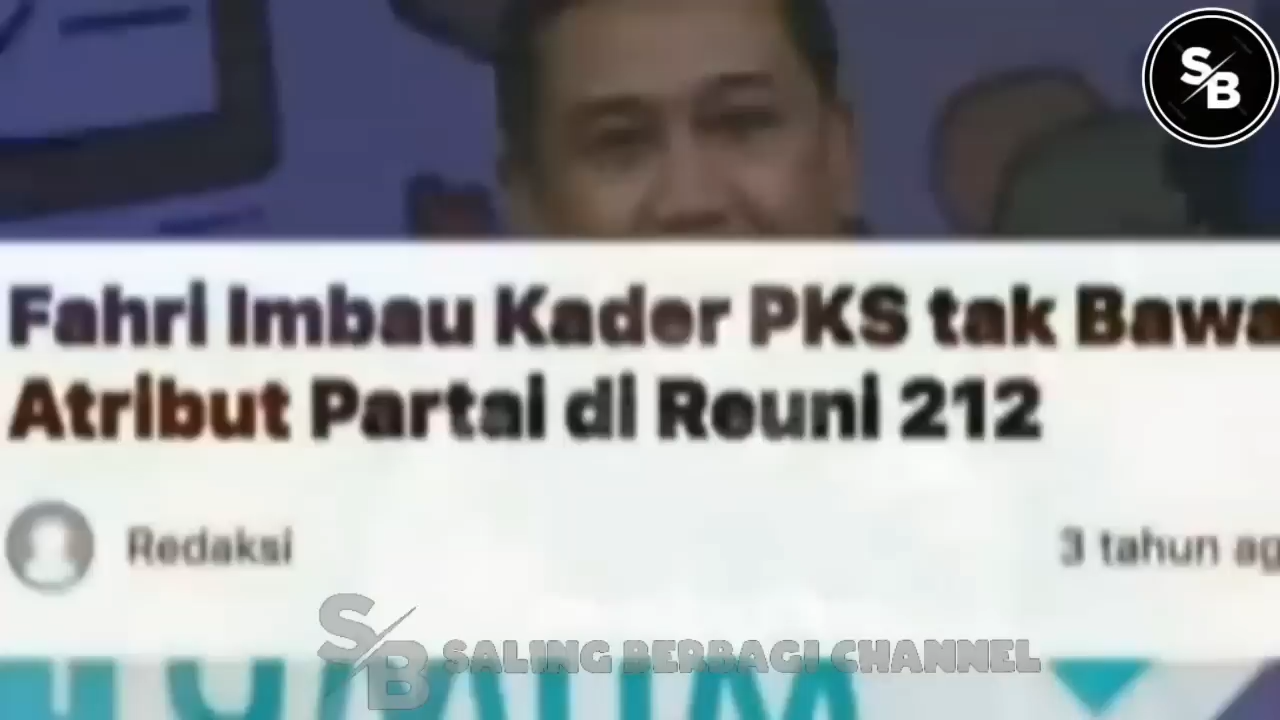 S
B
Fahri Imbau Kader PKS tak Bawa
Atribut Partai di Reuni 212
Redaksi
3 tahun ag
SB SALING BERBAGI CHANNEL